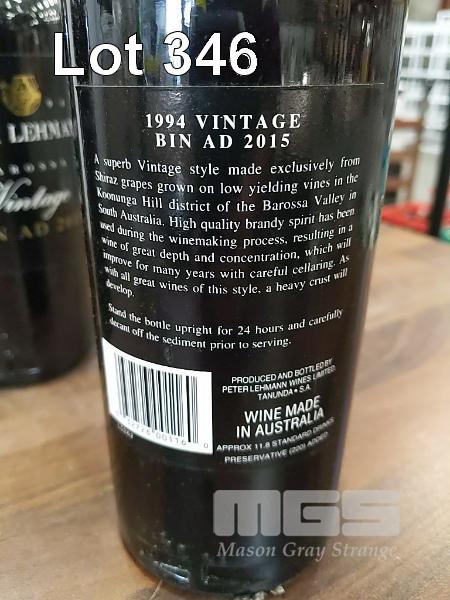 Lot 346
LEHMAN
AROSSA
Vintage
IN AD 20
1994 VINTAGE
BIN AD 2015
A superb Vintage style made exclusively from
Shiraz grapes grown on low yielding vines in the
Koonunga Hill district of the Barossa Valley in
South Australia. High quality brandy spirit has been
used during the winemaking process, resulting in a
wine of great depth and concentration, which will
improve for many years with careful cellaring. As
with all great wines of this style, a heavy crust will
develop.
Stand the bottle upright for 24 hours and carefully
decant off the sediment prior to serving.
PRODUCED AND BOTTLED BY
PETER LEHMANN WINES LIMITED
TANUNDA • S.A.
WINE MADE
IN AUSTRALIA
APPROX 11.8 STANDARD DRINKS
PRESERVATIVE (220) ADDED
MGS
Mason Gray Strange